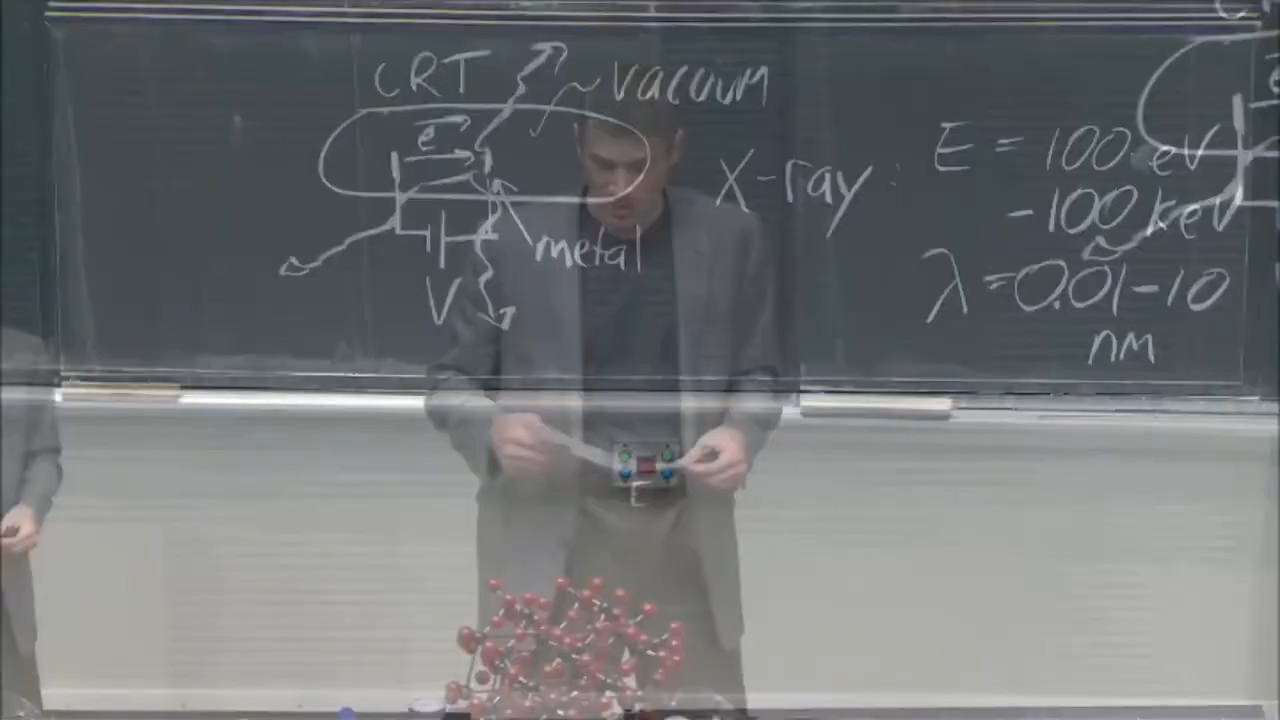 CRT
~ vacuum
e⁻
metal
V
X-ray:
E = 100 eV
-100 keV
λ = 0.01-10
nm